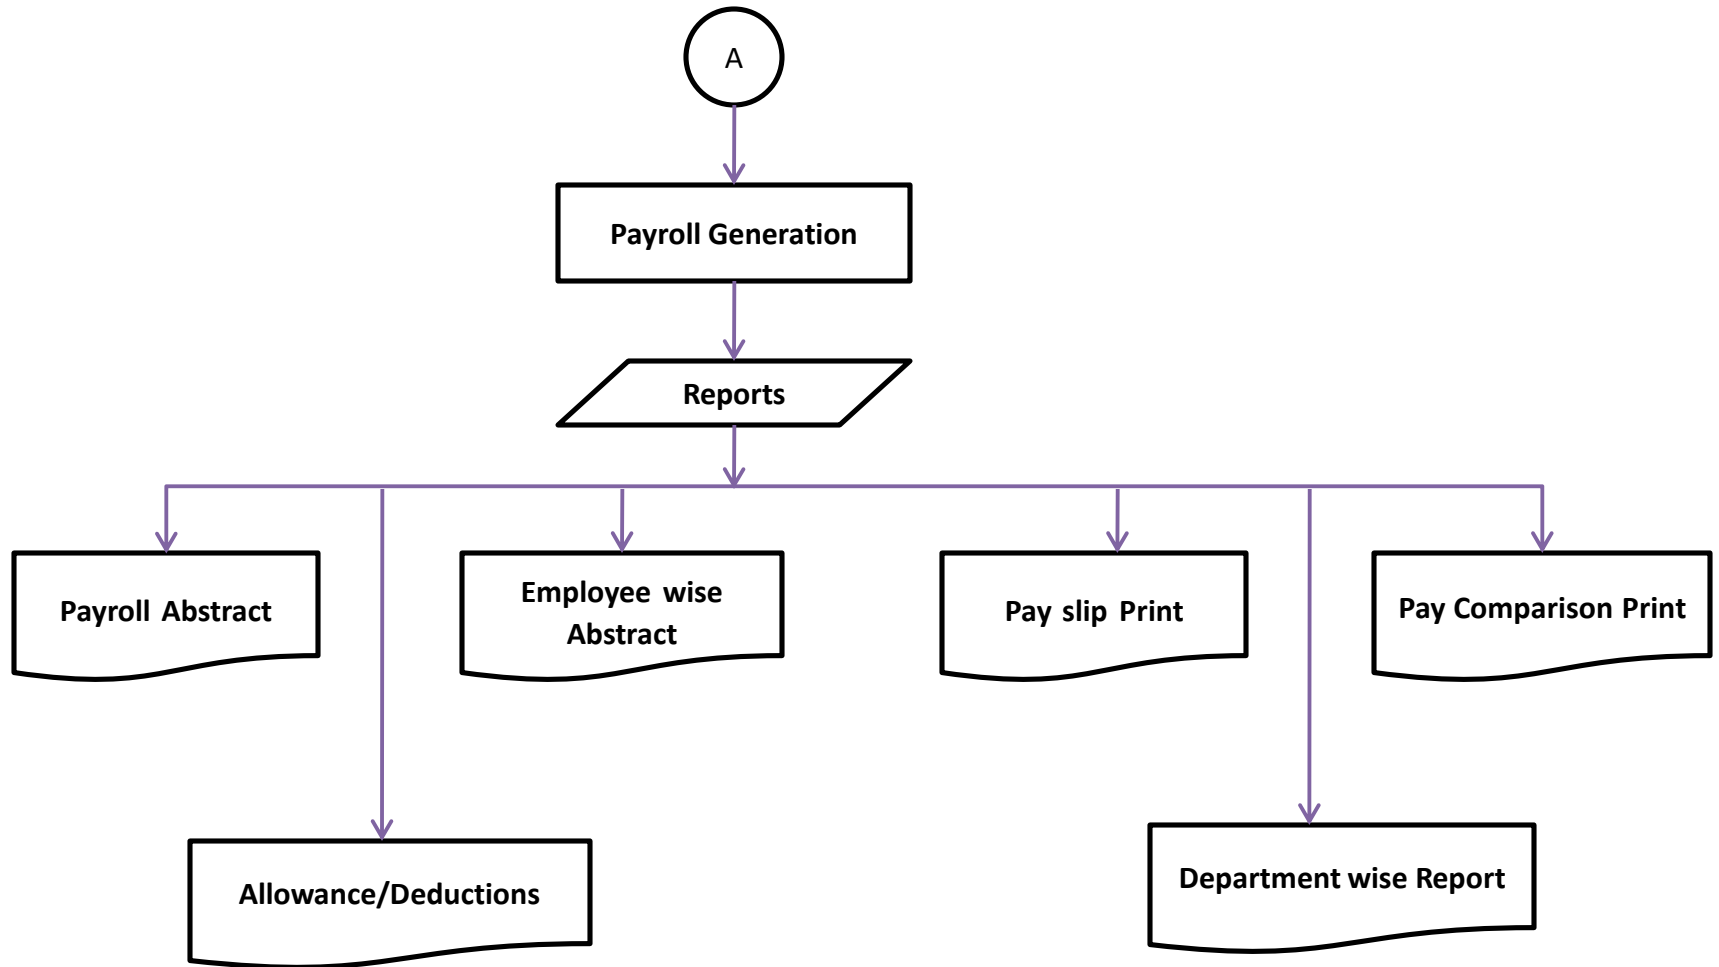 A
Payroll Generation
Reports
Payroll Abstract
Employee wise
Abstract
Pay slip Print
Pay Comparison Print
Allowance/Deductions
Department wise Report